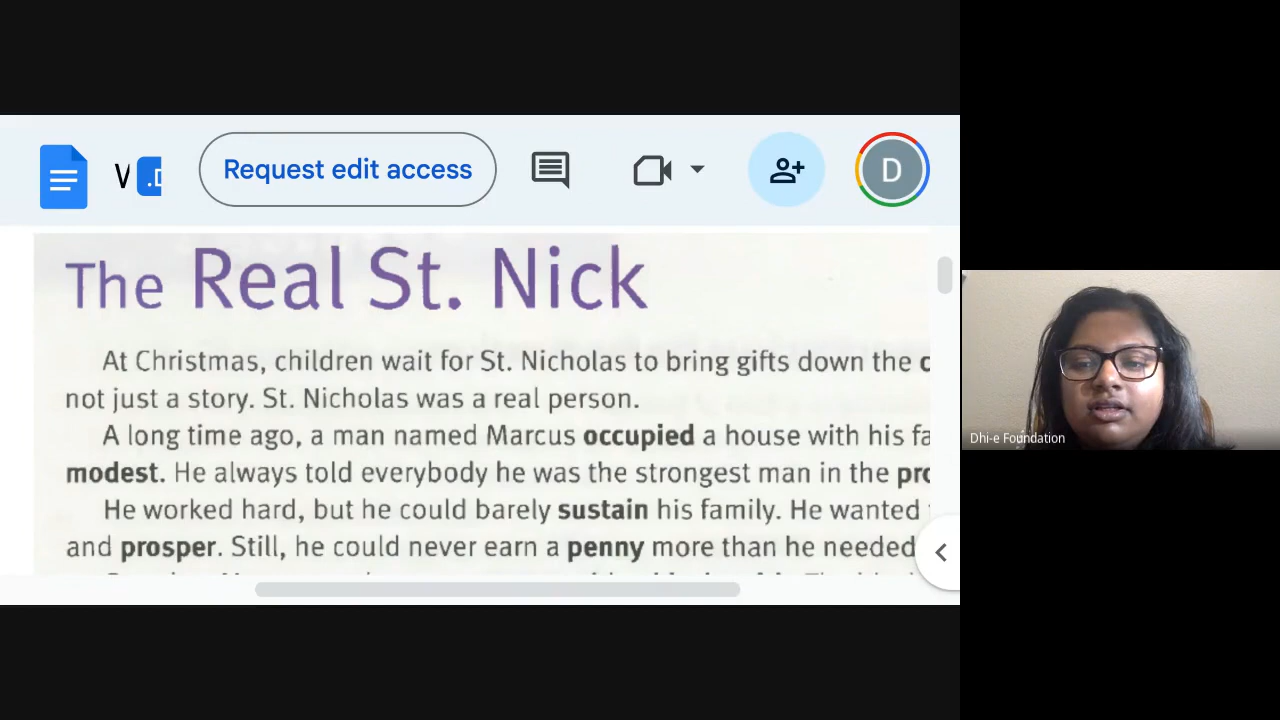 Request edit access
D
The Real St. Nick
At Christmas, children wait for St. Nicholas to bring gifts down the
not just a story. St. Nicholas was a real person.
A long time ago, a man named Marcus occupied a house with his
modest. He always told everybody he was the strongest man in the
He worked hard, but he could barely sustain his family. He wanted
and prosper. Still, he could never earn a penny more than he needed
Dhi-e Foundation